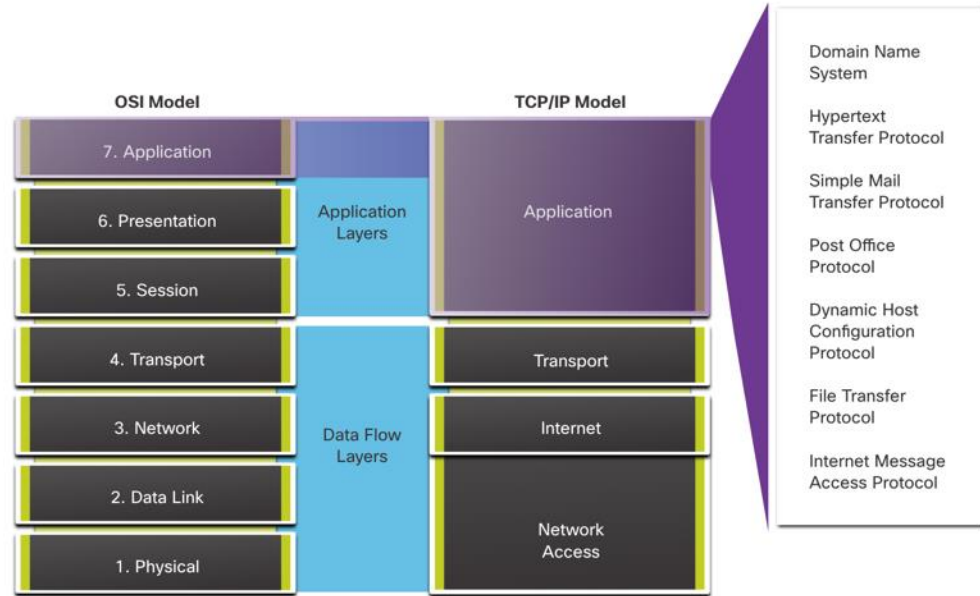 OSI Model
7. Application
6. Presentation
5. Session
4. Transport
3. Network
2. Data Link
1. Physical
Application
Layers
Data Flow
Layers
TCP/IP Model
Application
Transport
Internet
Network
Access
Domain Name
System
Hypertext
Transfer Protocol
Simple Mail
Transfer Protocol
Post Office
Protocol
Dynamic Host
Configuration
Protocol
File Transfer
Protocol
Internet Message
Access Protocol